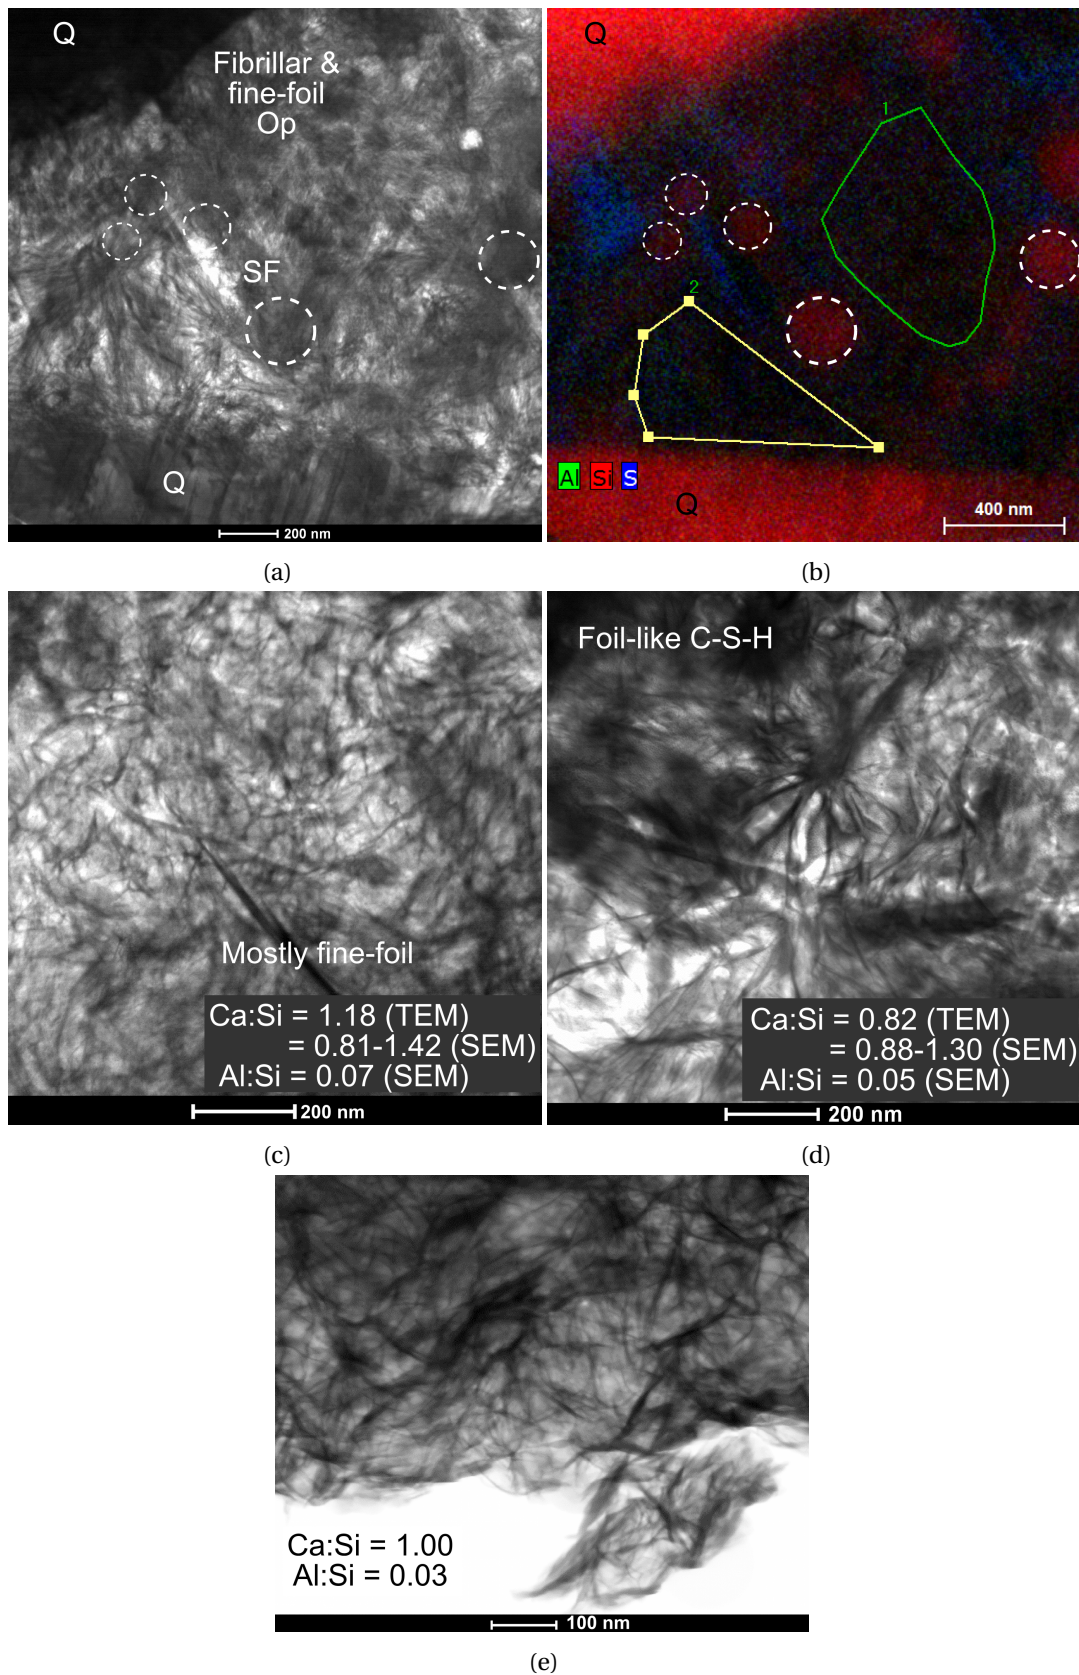 Q
Fibrillar &
fine-foil
Op
SF
Q
200 nm
(a)
Q
1
2
Al Si S
Q
400 nm
(b)
Mostly fine-foil
Ca:Si = 1.18 (TEM)
= 0.81-1.42 (SEM)
Al:Si = 0.07 (SEM)
200 nm
(c)
Foil-like C-S-H
Ca:Si = 0.82 (TEM)
= 0.88-1.30 (SEM)
Al:Si = 0.05 (SEM)
200 nm
(d)
Ca:Si = 1.00
Al:Si = 0.03
100 nm
(e)